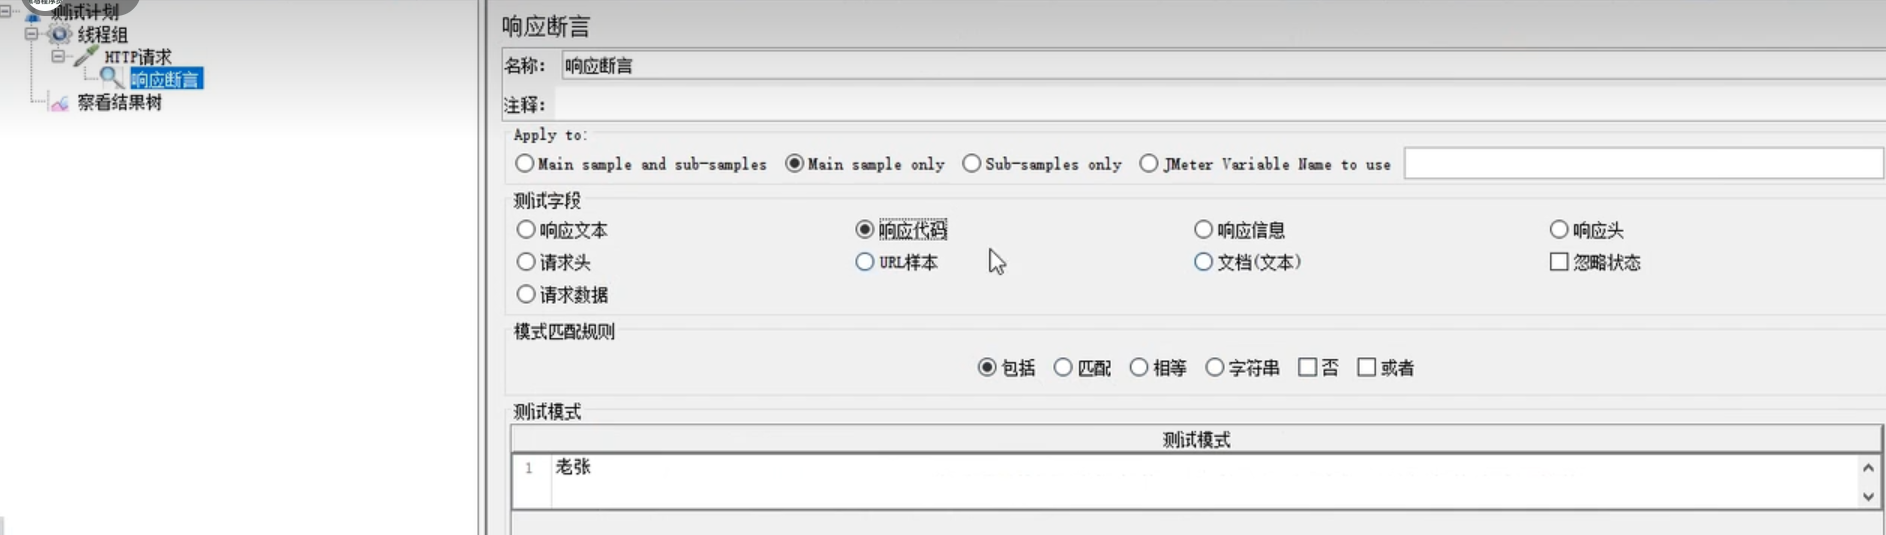 测试计划
线程组
HTTP请求
响应断言
察看结果树
响应断言
名称： 响应断言
注释：
Apply to:
Main sample and sub-samples Main sample only Sub-samples only JMeter Variable Name to use
测试字段
响应文本 响应代码 响应信息 响应头
请求头 URL样本 文档(文本) 忽略状态
请求数据
模式匹配规则
包括 匹配 相等 字符串 否 或者
测试模式
测试模式
1 老张